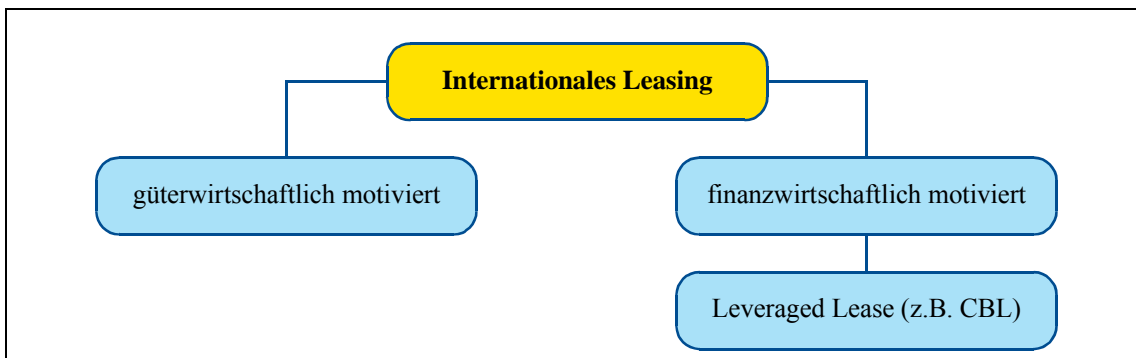 Internationales Leasing
güterwirtschaftlich motiviert
finanzwirtschaftlich motiviert
Leveraged Lease (z.B. CBL)